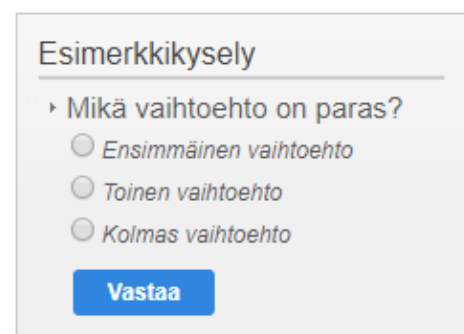 Esimerkkikysely
Mikä vaihtoehto on paras?
Ensimmäinen vaihtoehto
Toinen vaihtoehto
Kolmas vaihtoehto
Vastaa